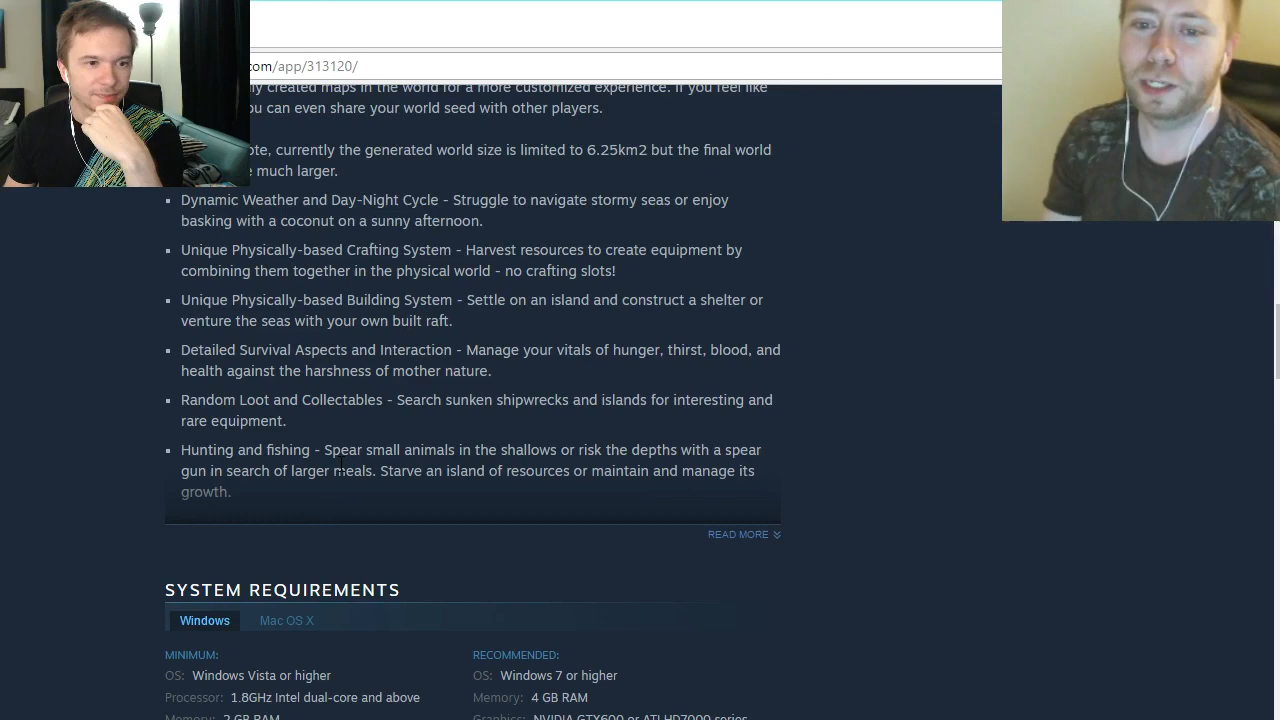 com/app/313120/
ly created maps in the world for a more customized experience. If you feel like
ou can even share your world seed with other players.
ote, currently the generated world size is limited to 6.25km2 but the final world
e much larger.
▪ Dynamic Weather and Day-Night Cycle - Struggle to navigate stormy seas or enjoy
basking with a coconut on a sunny afternoon.
▪ Unique Physically-based Crafting System - Harvest resources to create equipment by
combining them together in the physical world - no crafting slots!
▪ Unique Physically-based Building System - Settle on an island and construct a shelter or
venture the seas with your own built raft.
▪ Detailed Survival Aspects and Interaction - Manage your vitals of hunger, thirst, blood, and
health against the harshness of mother nature.
▪ Random Loot and Collectables - Search sunken shipwrecks and islands for interesting and
rare equipment.
▪ Hunting and fishing - Spear small animals in the shallows or risk the depths with a spear
gun in search of larger meals. Starve an island of resources or maintain and manage its
growth.
READ MORE
SYSTEM REQUIREMENTS
Windows Mac OS X
MINIMUM: RECOMMENDED:
OS: Windows Vista or higher OS: Windows 7 or higher
Processor: 1.8GHz Intel dual-core and above Memory: 4 GB RAM
Memory: 2 GB RAM Graphics: NVIDIA GTX600 or ATI HD7000 series